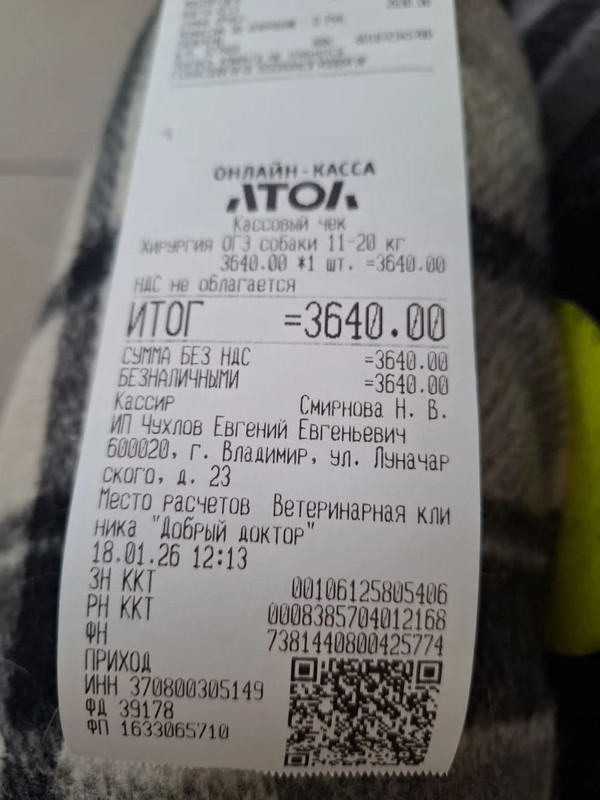 ОНЛАЙН-КАССА
АТОЛ
Кассовый чек
Хирургия ОГЭ собаки 11-20 кг
3640.00 *1 шт. =3640.00
НДС не облагается
ИТОГ =3640.00
СУММА БЕЗ НДС =3640.00
БЕЗНАЛИЧНЫМИ =3640.00
Кассир Смирнова Н. В.
ИП Чухлов Евгений Евгеньевич
600020, г. Владимир, ул. Луначар
ского, д. 23
Место расчетов Ветеринарная кли
ника "Добрый доктор"
18.01.26 12:13
ЗН ККТ 00106125805406
РН ККТ 0008385704012168
ФН 7381440800425774
ПРИХОД
ИНН 370800305149
ФД 39178
ФП 1633065710